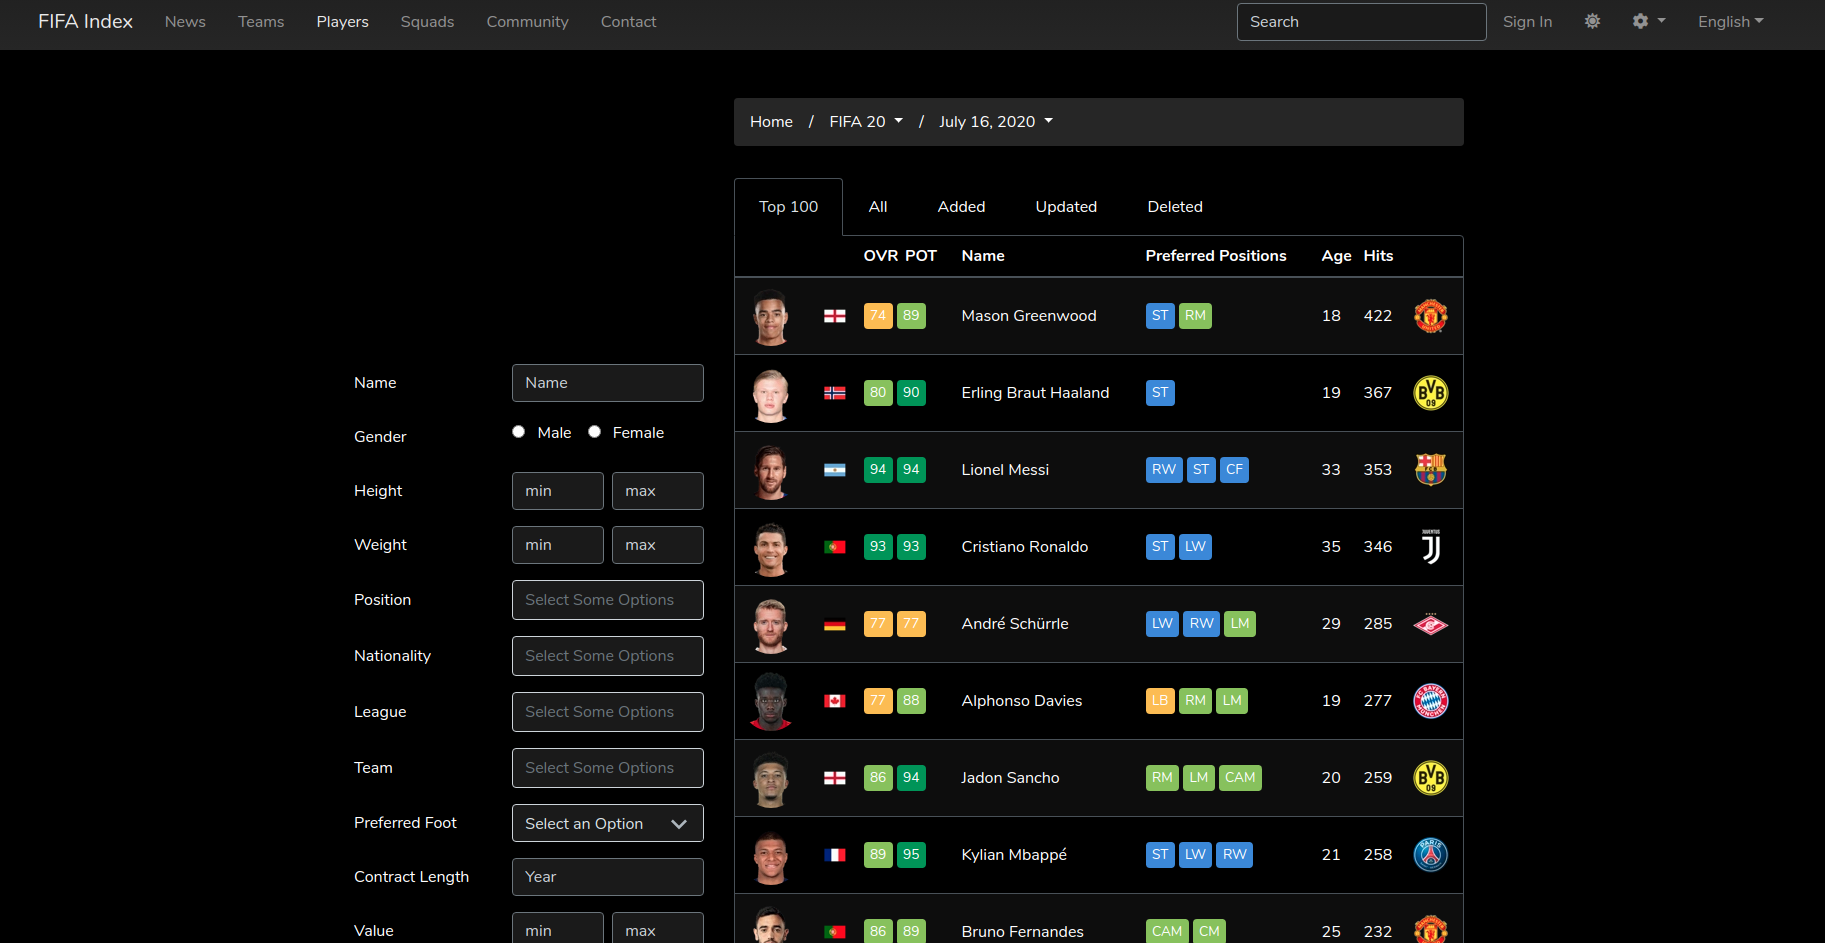 FIFA Index News Teams Players Squads Community Contact Search Sign In English
Home / FIFA 20 / July 16, 2020
Top 100 All Added Updated Deleted
OVR POT Name Preferred Positions Age Hits
74 89 Mason Greenwood ST RM 18 422
80 90 Erling Braut Haaland ST 19 367
94 94 Lionel Messi RW ST CF 33 353
93 93 Cristiano Ronaldo ST LW 35 346
77 77 André Schürrle LW RW LM 29 285
77 88 Alphonso Davies LB RM LM 19 277
86 94 Jadon Sancho RM LM CAM 20 259
89 95 Kylian Mbappé ST LW RW 21 258
86 89 Bruno Fernandes CAM CM 25 232
Name Name
Gender Male Female
Height min max
Weight min max
Position Select Some Options
Nationality Select Some Options
League Select Some Options
Team Select Some Options
Preferred Foot Select an Option
Contract Length Year
Value min max
BVB 09
JUVENTUS
BVB 09
PARIS